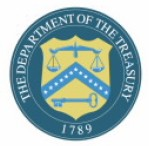 THE DEPARTMENT OF THE TREASURY
1789